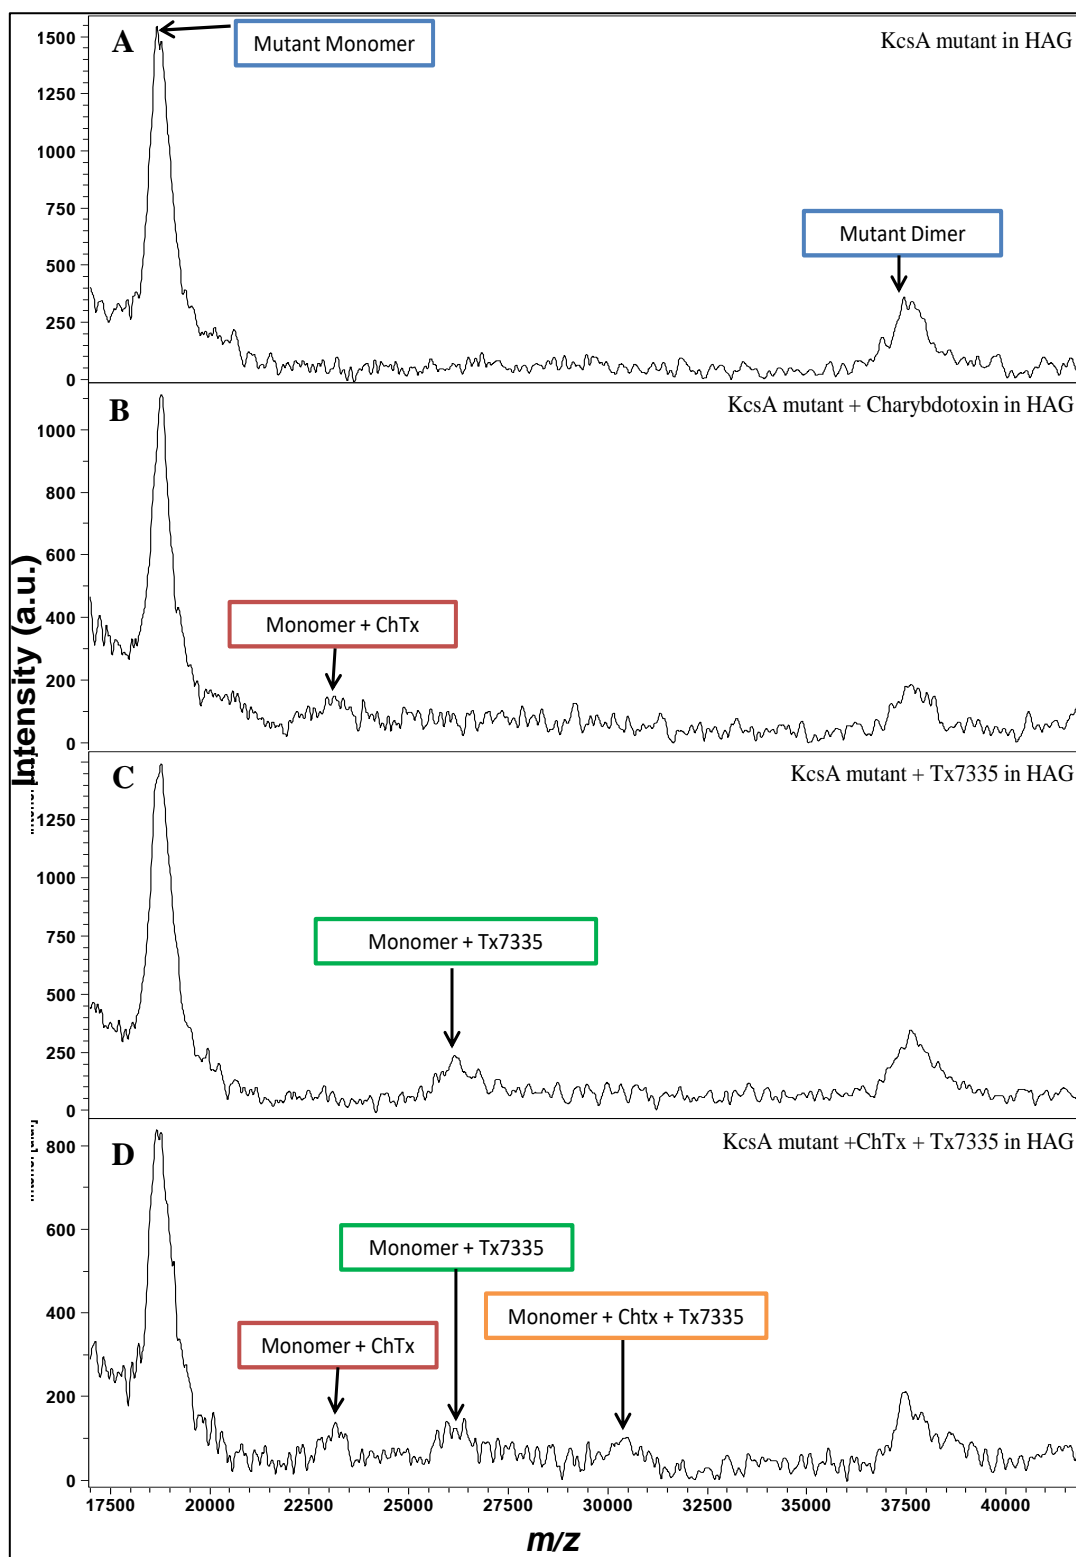 A
KcsA mutant in HAG
Mutant Monomer
Mutant Dimer
1500
1250
1000
750
500
250
0
B
KcsA mutant + Charybdotoxin in HAG
Monomer + ChTx
1000
800
600
400
200
0
Intensity (a.u.)
C
KcsA mutant + Tx7335 in HAG
Monomer + Tx7335
1250
1000
750
500
250
0
D
KcsA mutant +ChTx + Tx7335 in HAG
Monomer + Tx7335
Monomer + Chtx + Tx7335
Monomer + ChTx
800
600
400
200
0
17500 20000 22500 25000 27500 30000 32500 35000 37500 40000
m/z